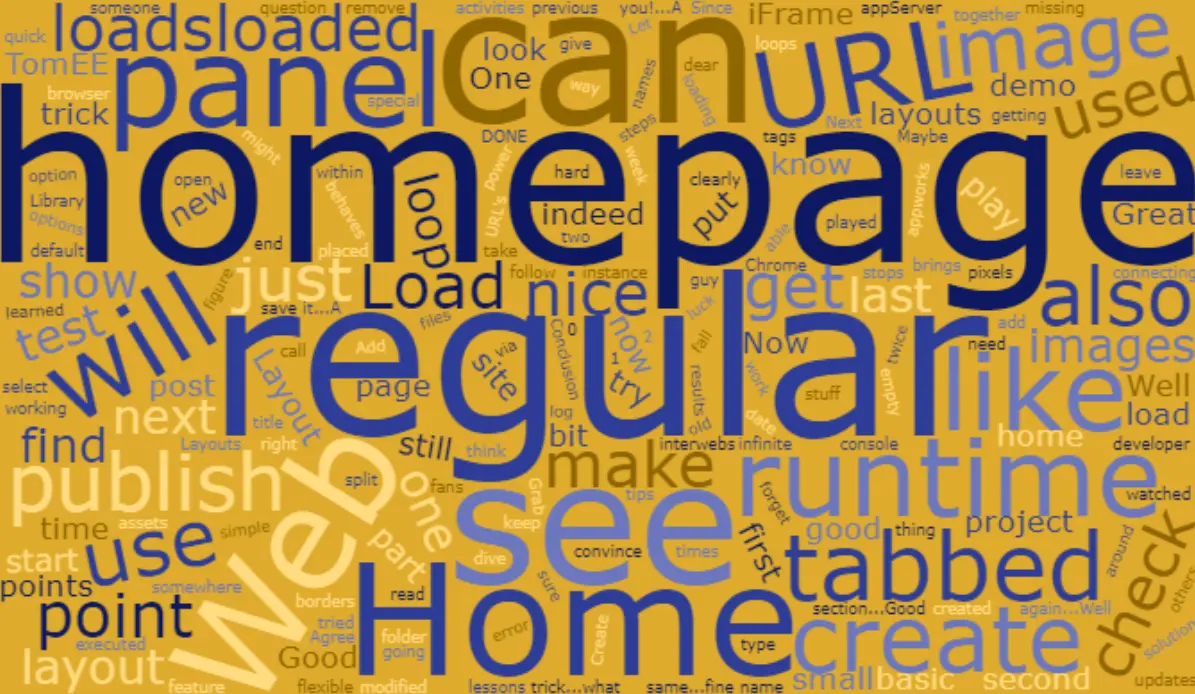 someone
question
remove
activities
previous
you!...A
Since
iFrame
appServer
together
missing
quick
loads
loaded
can
look
give
Let
URL
image
TomEE
panel
One
way
names
dear
loading
loops
demo
used
browser
trick
special
DONE
steps
tags
Next
layouts
Maybe
getting
homepage
might
option
open
within
Library
new
behaves
loop
power
hard
week
clearly
know
appworks
play
leave
options
URL's
indeed
put
played
Great
default
end
placed
two
take
able
show
figure
just
Load
follow
instance
nice
guy
Chrome
get
stops
brings
pixels
last
also
connecting
learned
will
save it...A
files
luck
test
regular
call
Add
via
Conclusion
0
now
1
2
try
fall
Now
twice
need
add
like
images
select
working
post
Layout
page
site
results
work
stuff
empty
Well
next
title
log
old
date
load
find
Layouts
right
still
think
bit
interwebs
infinite
console
home
developer
publish
Web
split
one
fans
make
runtime
watched
Grab
tips
forget
time
assets
use
simple
part
see
keep
dive
convince
times
first
good
thing
project
check
start
tabbed
around
points
somewhere
read
sure
others
point
borders
Home
section...Good
created
again...Well
executed
tried
Agree
folder
going
error
Create
type
create
solution
layout
Good
feature
flexible
modified
lessons
trick...what
same...fine
name
small
basic
second
updates